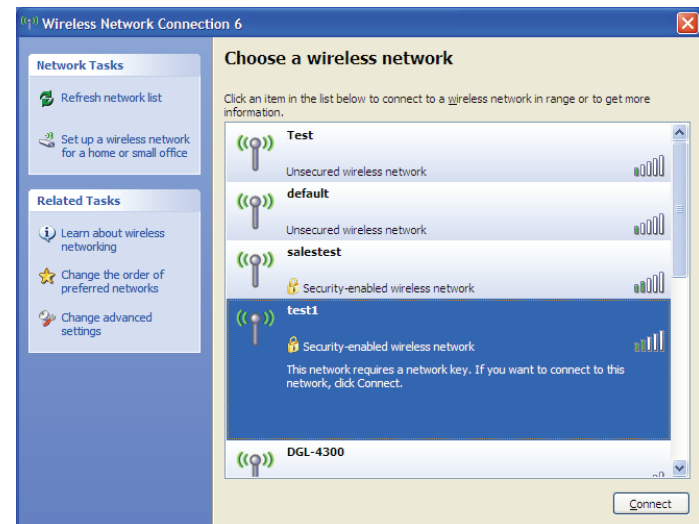 Wireless Network Connection 6
Network Tasks
Refresh network list
Set up a wireless network
for a home or small office
Related Tasks
Learn about wireless
networking
Change the order of
preferred networks
Change advanced
settings
Choose a wireless network
Click an item in the list below to connect to a wireless network in range or to get more
information.
Test
Unsecured wireless network
default
Unsecured wireless network
salestest
Security-enabled wireless network
test1
Security-enabled wireless network
This network requires a network key. If you want to connect to this
network, click Connect.
DGL-4300
Connect